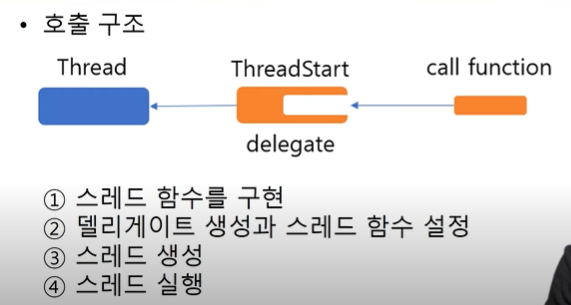 • 호출 구조
Thread
ThreadStart
call function
delegate
① 스레드 함수를 구현
② 델리게이트 생성과 스레드 함수 설정
③ 스레드 생성
④ 스레드 실행